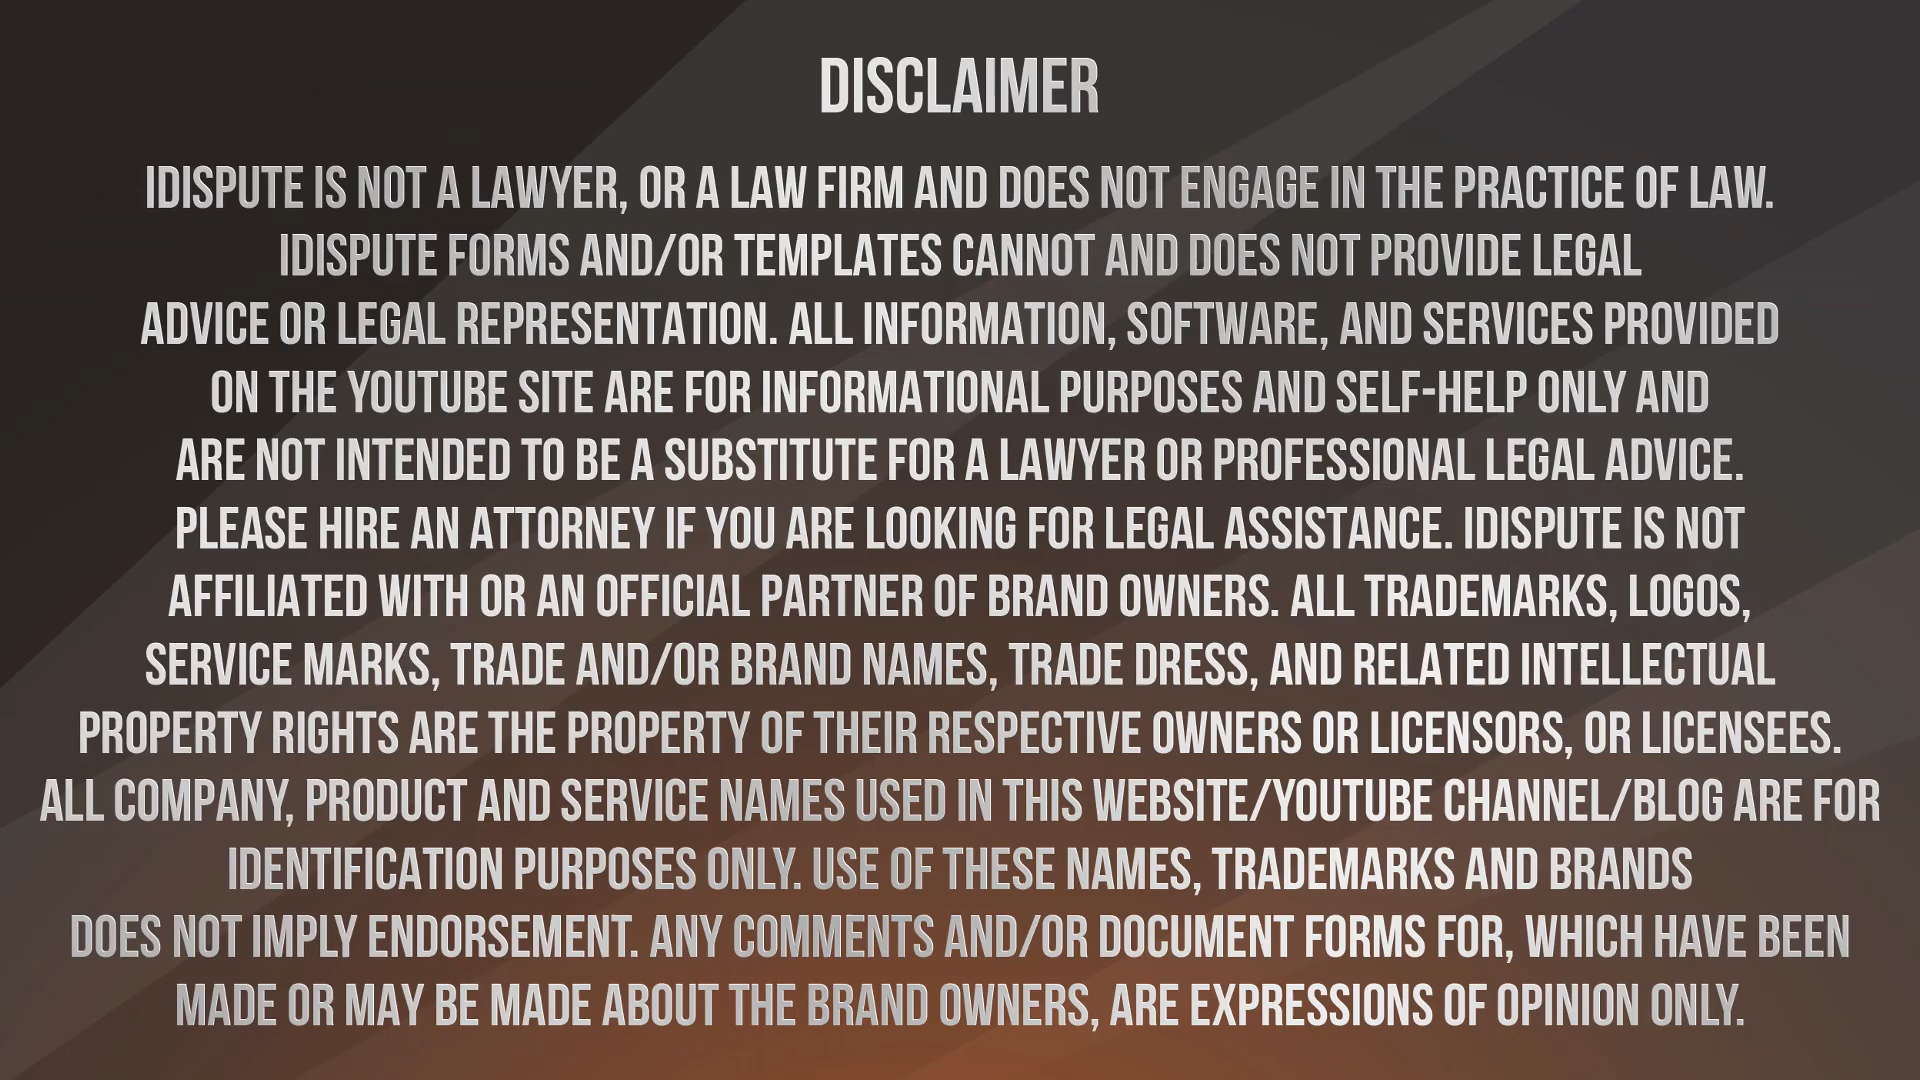 DISCLAIMER
IDISPUTE IS NOT A LAWYER, OR A LAW FIRM AND DOES NOT ENGAGE IN THE PRACTICE OF LAW.
IDISPUTE FORMS AND/OR TEMPLATES CANNOT AND DOES NOT PROVIDE LEGAL
ADVICE OR LEGAL REPRESENTATION. ALL INFORMATION, SOFTWARE, AND SERVICES PROVIDED
ON THE YOUTUBE SITE ARE FOR INFORMATIONAL PURPOSES AND SELF-HELP ONLY AND
ARE NOT INTENDED TO BE A SUBSTITUTE FOR A LAWYER OR PROFESSIONAL LEGAL ADVICE.
PLEASE HIRE AN ATTORNEY IF YOU ARE LOOKING FOR LEGAL ASSISTANCE. IDISPUTE IS NOT
AFFILIATED WITH OR AN OFFICIAL PARTNER OF BRAND OWNERS. ALL TRADEMARKS, LOGOS,
SERVICE MARKS, TRADE AND/OR BRAND NAMES, TRADE DRESS, AND RELATED INTELLECTUAL
PROPERTY RIGHTS ARE THE PROPERTY OF THEIR RESPECTIVE OWNERS OR LICENSORS, OR LICENSEES.
ALL COMPANY, PRODUCT AND SERVICE NAMES USED IN THIS WEBSITE/YOUTUBE CHANNEL/BLOG ARE FOR
IDENTIFICATION PURPOSES ONLY. USE OF THESE NAMES, TRADEMARKS AND BRANDS
DOES NOT IMPLY ENDORSEMENT. ANY COMMENTS AND/OR DOCUMENT FORMS FOR, WHICH HAVE BEEN
MADE OR MAY BE MADE ABOUT THE BRAND OWNERS, ARE EXPRESSIONS OF OPINION ONLY.